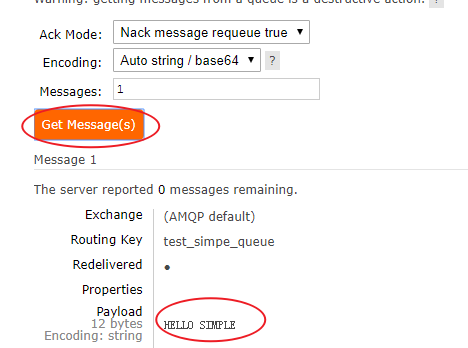 Warning: getting messages from a queue is a destructive action. ?
Ack Mode: Nack message requeue true
Encoding: Auto string / base64 ?
Messages: 1
Get Message(s)
Message 1
The server reported 0 messages remaining.
Exchange (AMQP default)
Routing Key test_simpe_queue
Redelivered ●
Properties
Payload
12 bytes HELLO SIMPLE
Encoding: string